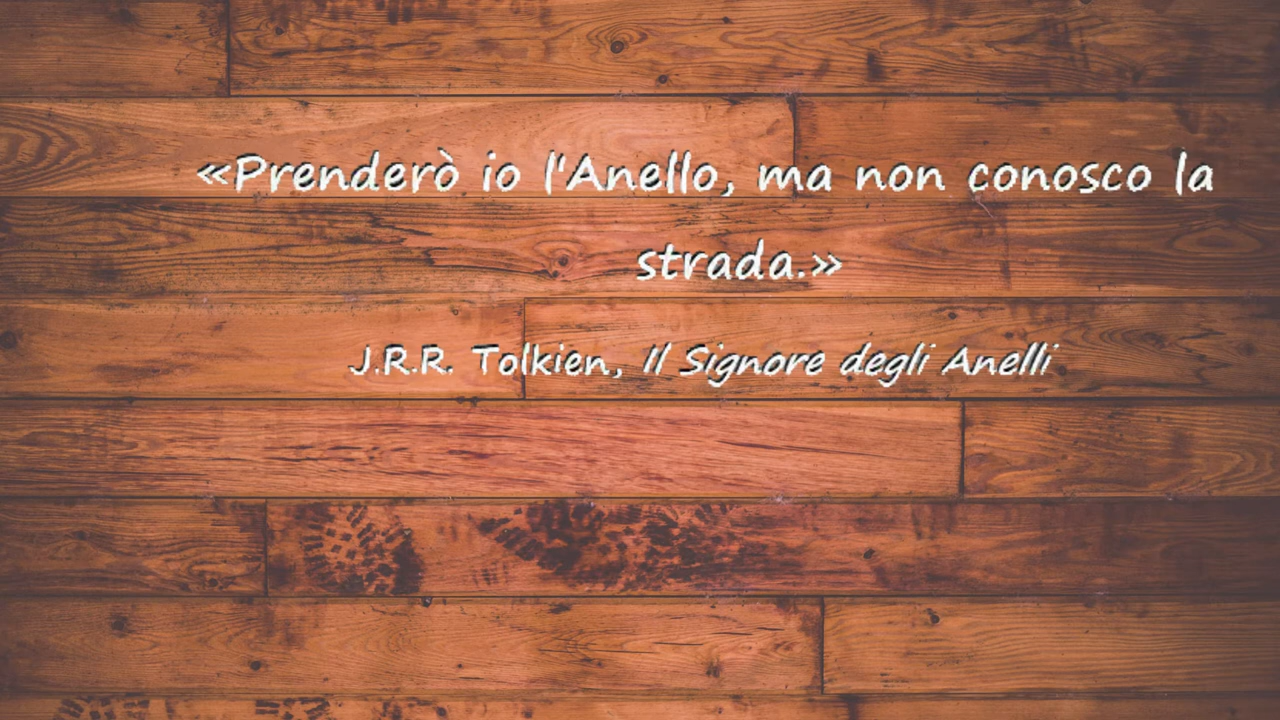 «Prenderò io l'Anello, ma non conosco la
strada.»
J.R.R. Tolkien, Il Signore degli Anelli